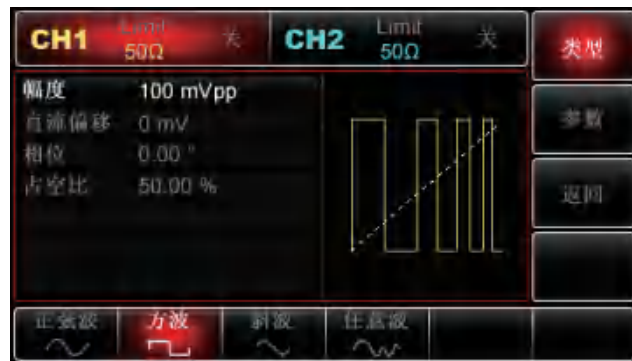 CH1 Limit 关
50Ω
CH2 Limit 关
50Ω
类型
幅度 100 mVpp
直流偏移 0 mV
相位 0.00 °
占空比 50.00 %
参数
返回
正弦波 方波 斜波 任意波